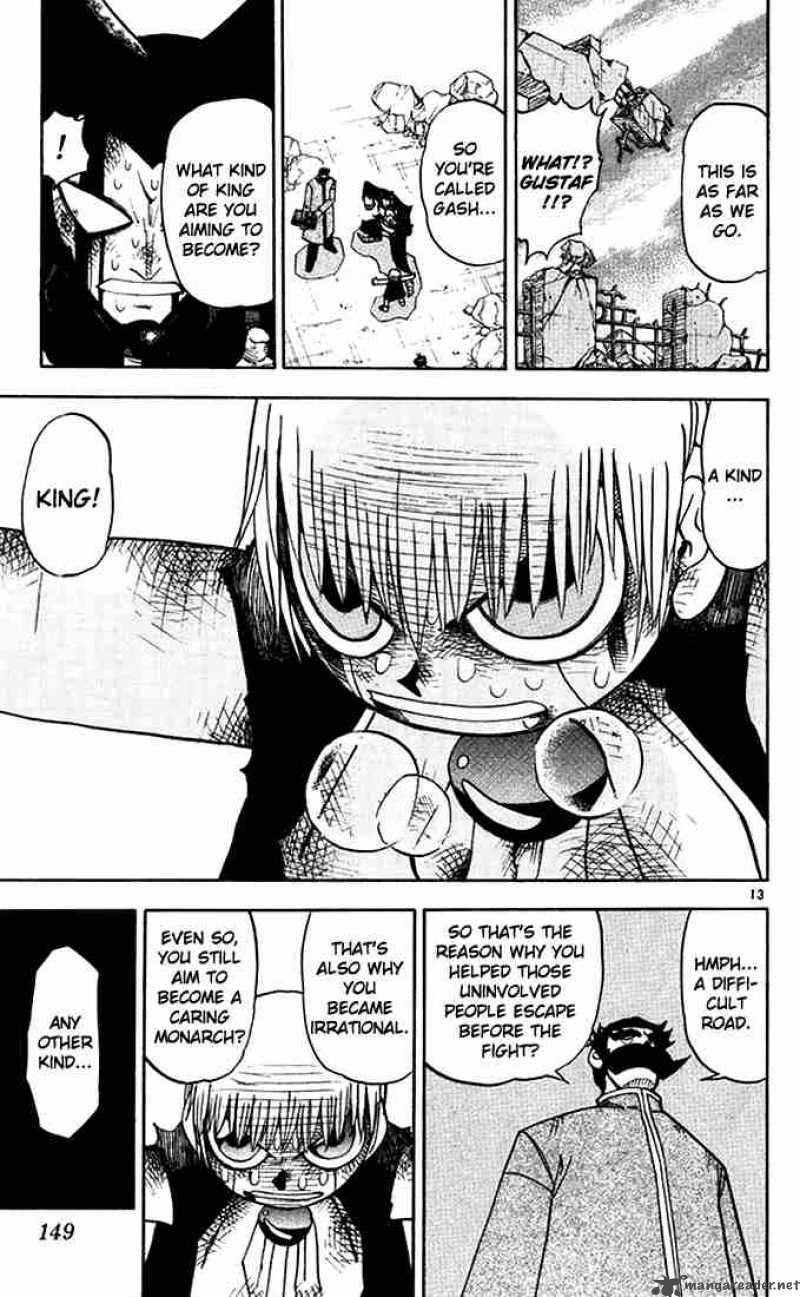 THIS IS
AS FAR
AS WE
GO.
WHAT!?
GUSTAF
!!?
SO
YOU'RE
CALLED
GASH...
WHAT KIND
OF KING
ARE YOU
AIMING TO
BECOME?
!
A KIND
...
KING!
13
HMPH...
A DIFFI-
CULT
ROAD.
SO THAT'S THE
REASON WHY YOU
HELPED THOSE
UNINVOLVED
PEOPLE ESCAPE
BEFORE THE
FIGHT?
THAT'S
ALSO WHY
YOU
BECAME
IRRATIONAL.
EVEN SO,
YOU STILL
AIM TO
BECOME A
CARING
MONARCH?
ANY
OTHER
KIND...
149
mangareader.net